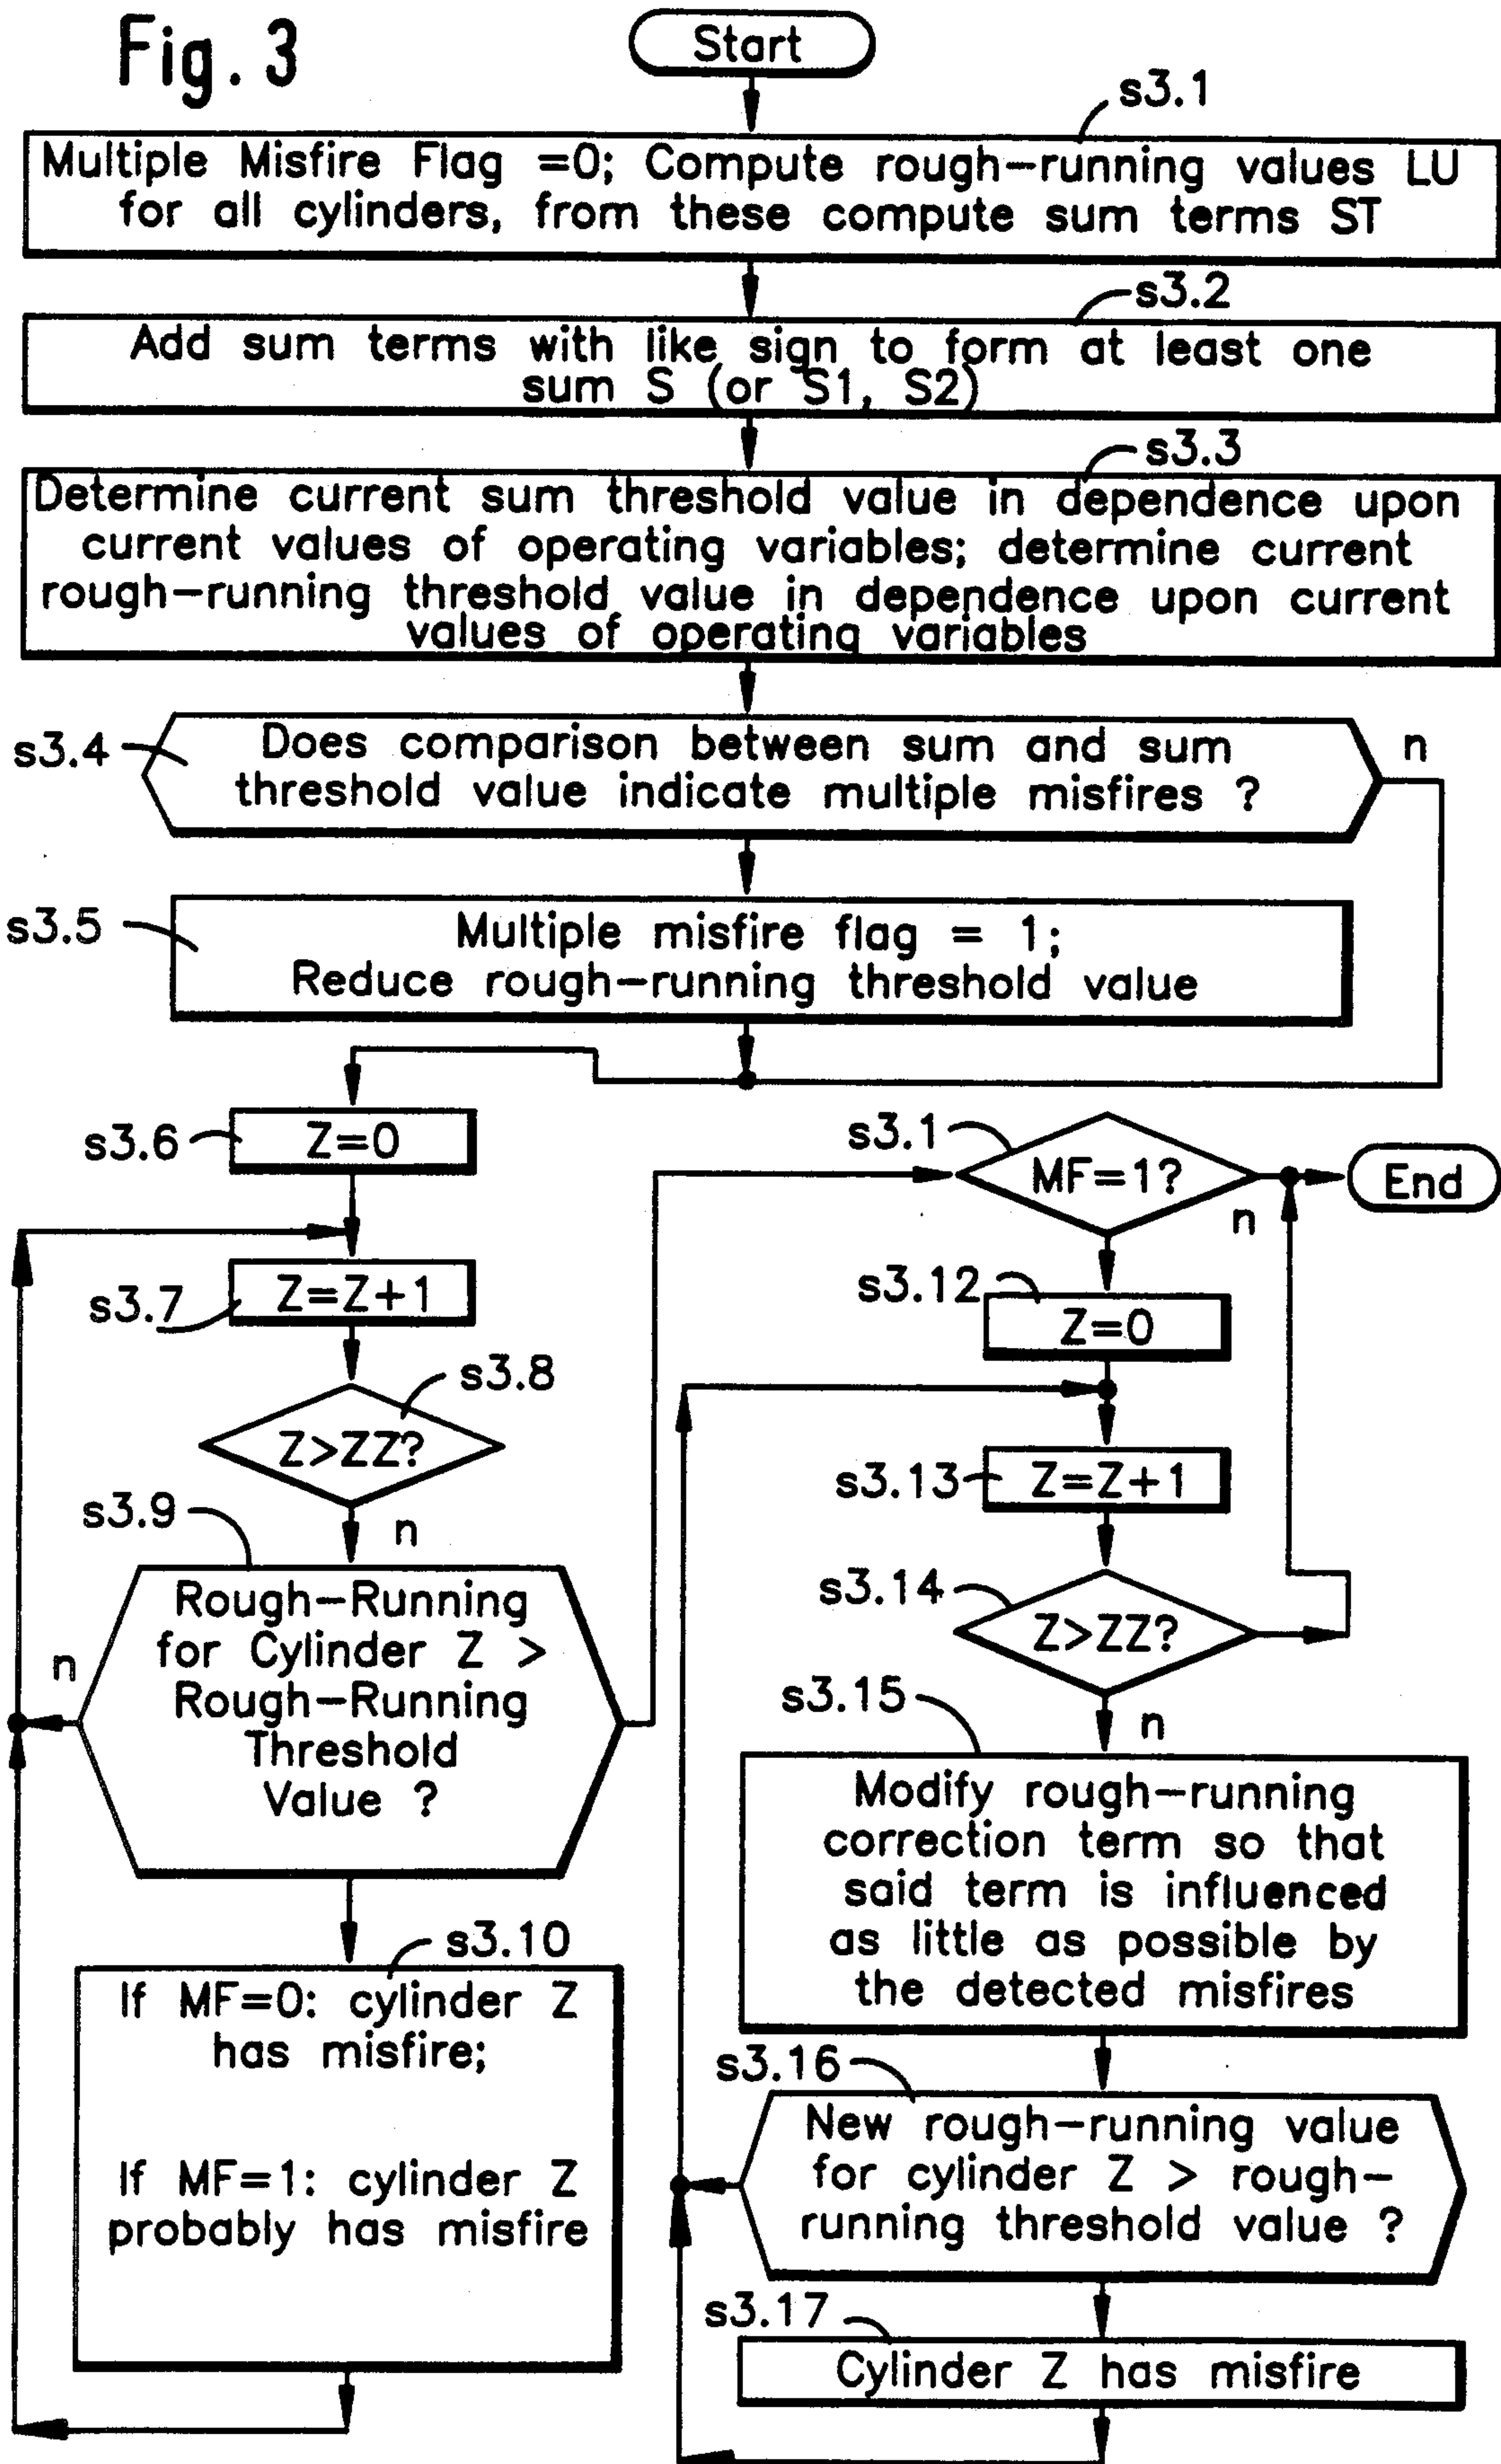 Fig. 3
Start
s3.1
Multiple Misfire Flag =0; Compute rough-running values LU
for all cylinders, from these compute sum terms ST
s3.2
Add sum terms with like sign to form at least one
sum S (or S1, S2)
s3.3
Determine current sum threshold value in dependence upon
current values of operating variables; determine current
rough-running threshold value in dependence upon current
values of operating variables
s3.4
Does comparison between sum and sum
threshold value indicate multiple misfires ?
n
s3.5
Multiple misfire flag = 1;
Reduce rough-running threshold value
s3.6
Z=0
s3.7
Z=Z+1
s3.8
Z>ZZ?
n
s3.9
Rough-Running
for Cylinder Z >
Rough-Running
Threshold
Value ?
n
s3.10
If MF=0: cylinder Z
has misfire;
If MF=1: cylinder Z
probably has misfire
s3.1
MF=1?
n
End
s3.12
Z=0
s3.13
Z=Z+1
s3.14
Z>ZZ?
n
s3.15
Modify rough-running
correction term so that
said term is influenced
as little as possible by
the detected misfires
s3.16
New rough-running value
for cylinder Z > rough-
running threshold value ?
s3.17
Cylinder Z has misfire